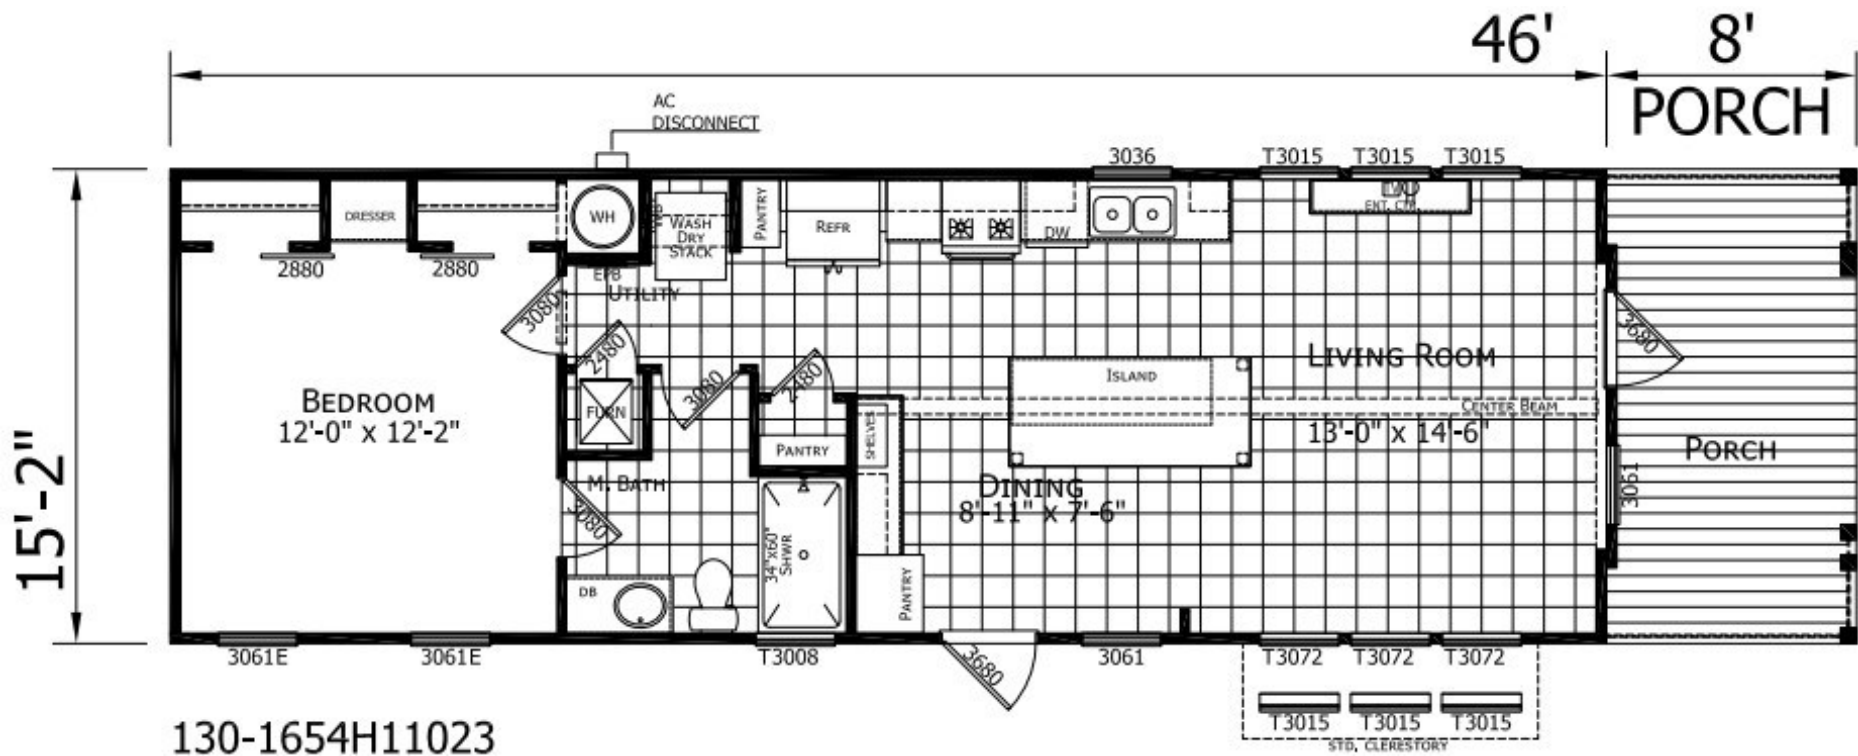 46'
8'
PORCH
AC
DISCONNECT
3036
T3015
T3015
T3015
DRESSER
2880
2880
WH
EPB
UTILITY
WASH
DRY
STACK
PANTRY
REFR
DW
ENT. CTR.
3080
2480
FURN
3080
2480
PANTRY
SHELVES
ISLAND
LIVING ROOM
13'-0" x 14'-6"
CENTER BEAM
3680
PORCH
3061
BEDROOM
12'-0" x 12'-2"
15'-2"
M. BATH
3080
DINING
8'-11" x 7'-6"
34"x60"
SHWR
DB
PANTRY
3061E
3061E
T3008
3680
3061
T3072
T3072
T3072
T3015
T3015
T3015
STD. CLERESTORY
130-1654H11023